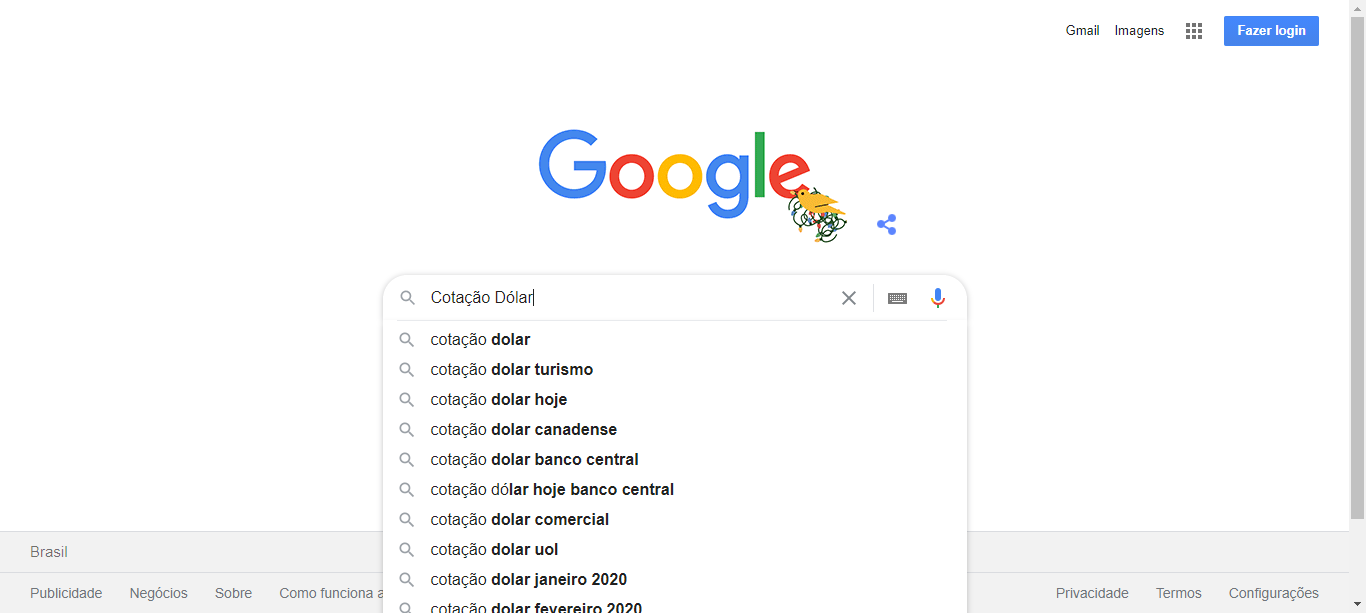 Gmail Imagens Fazer login
Google
Cotação Dólar
cotação dolar
cotação dolar turismo
cotação dolar hoje
cotação dolar canadense
cotação dolar banco central
cotação dólar hoje banco central
cotação dolar comercial
cotação dolar uol
cotação dolar janeiro 2020
cotação dolar fevereiro 2020
Brasil
Publicidade Negócios Sobre Como funciona a Privacidade Termos Configurações